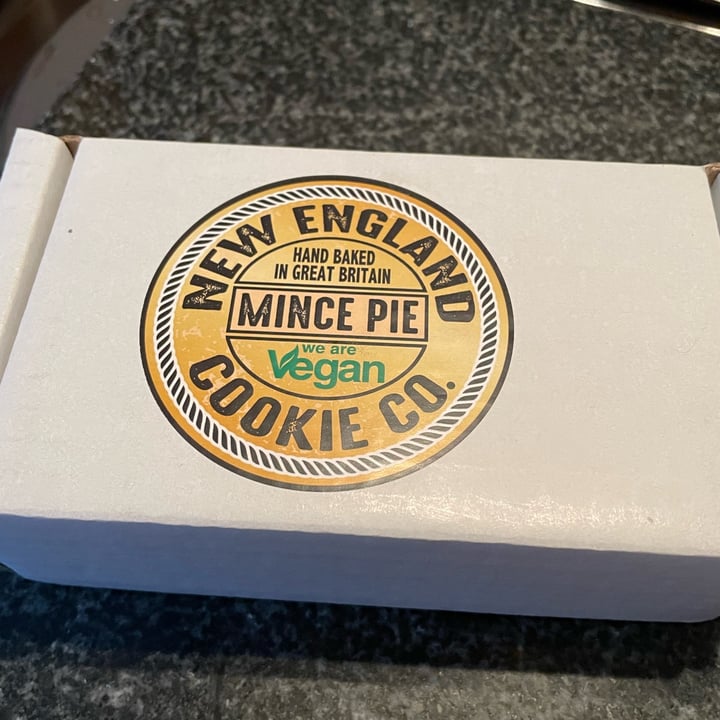 NEW ENGLAND
HAND BAKED
IN GREAT BRITAIN
MINCE PIE
we are
Vegan
COOKIE CO.